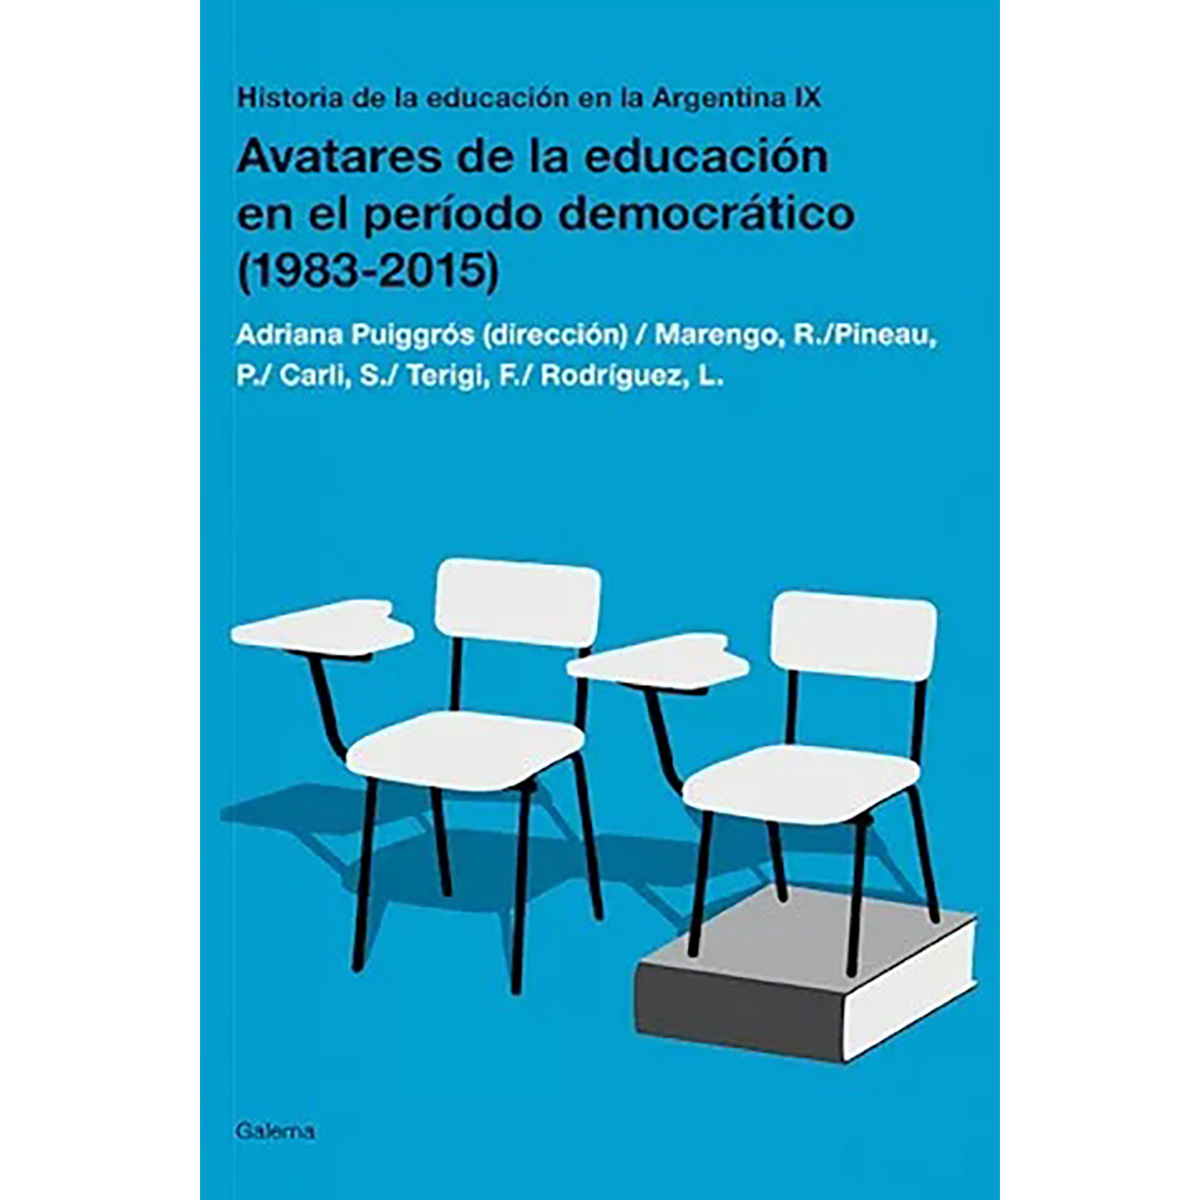 Historia de la educación en la Argentina IX
Avatares de la educación
en el período democrático
(1983-2015)
Adriana Puiggrós (dirección) / Marengo, R./Pineau,
P./ Carli, S./ Terigi, F./ Rodríguez, L.
Galerna